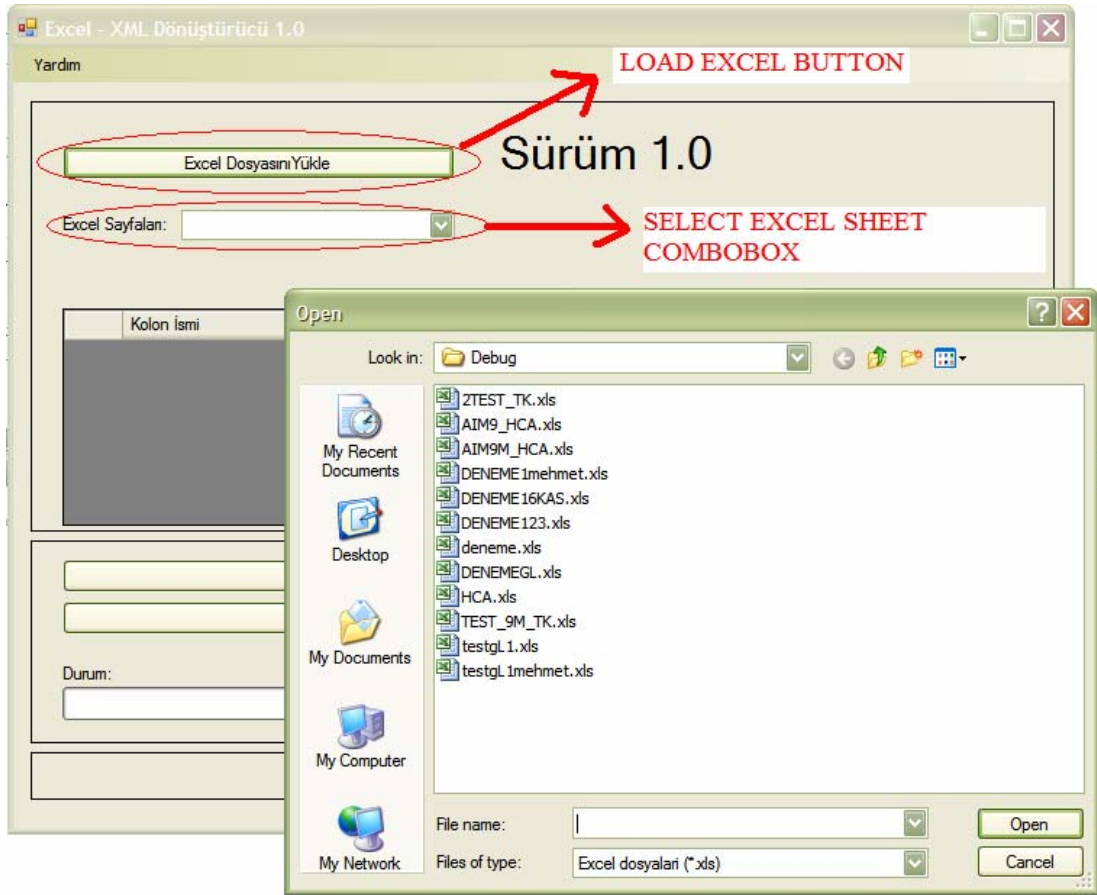 Excel - XML Dönüştürücü 1.0
Yardım
LOAD EXCEL BUTTON
Excel DosyasınıYükle
Sürüm 1.0
Excel Sayfaları:
SELECT EXCEL SHEET
COMBOBOX
Kolon İsmi
Open
Look in:
Debug
My Recent
Documents
Desktop
My Documents
My Computer
My Network
2TEST_TK.xls
AIM9_HCA.xls
AIM9M_HCA.xls
DENEME1mehmet.xls
DENEME16KAS.xls
DENEME123.xls
deneme.xls
DENEMEGL.xls
HCA.xls
TEST_9M_TK.xls
testgL1.xls
testgL1mehmet.xls
Durum:
File name:
Open
Files of type:
Excel dosyalari (*.xls)
Cancel